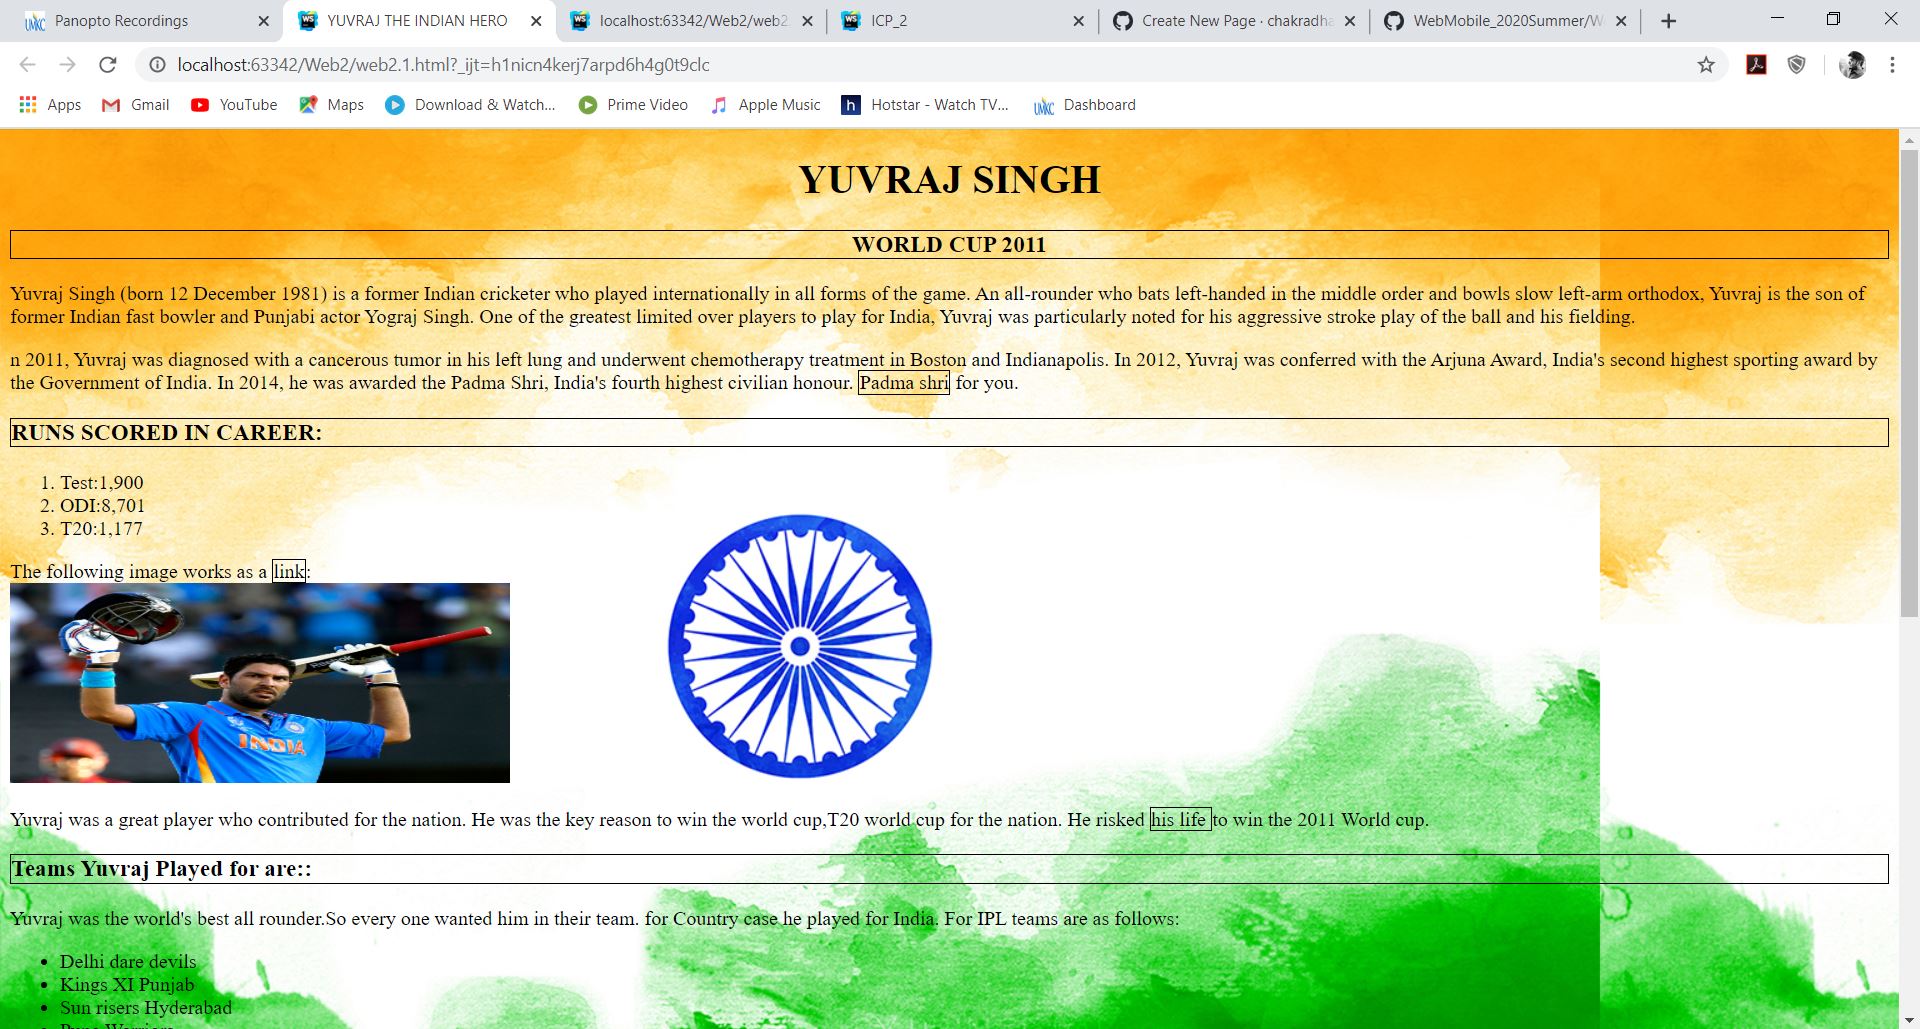 Panopto Recordings
YUVRAJ THE INDIAN HERO
localhost:63342/Web2/web2.
ICP_2
Create New Page · chakradha
WebMobile_2020Summer/W
localhost:63342/Web2/web2.1.html?_ijt=h1nicn4kerj7arpd6h4g0t9clc
Apps
Gmail
YouTube
Maps
Download & Watch...
Prime Video
Apple Music
h
Hotstar - Watch TV...
UMKC
Dashboard
YUVRAJ SINGH
WORLD CUP 2011
Yuvraj Singh (born 12 December 1981) is a former Indian cricketer who played internationally in all forms of the game. An all-rounder who bats left-handed in the middle order and bowls slow left-arm orthodox, Yuvraj is the son of
former Indian fast bowler and Punjabi actor Yograj Singh. One of the greatest limited over players to play for India, Yuvraj was particularly noted for his aggressive stroke play of the ball and his fielding.
n 2011, Yuvraj was diagnosed with a cancerous tumor in his left lung and underwent chemotherapy treatment in Boston and Indianapolis. In 2012, Yuvraj was conferred with the Arjuna Award, India's second highest sporting award by
the Government of India. In 2014, he was awarded the Padma Shri, India's fourth highest civilian honour. Padma shri for you.
RUNS SCORED IN CAREER:
1. Test:1,900
2. ODI:8,701
3. T20:1,177
The following image works as a link:
INDIA
Yuvraj was a great player who contributed for the nation. He was the key reason to win the world cup,T20 world cup for the nation. He risked his life to win the 2011 World cup.
Teams Yuvraj Played for are::
Yuvraj was the world's best all rounder.So every one wanted him in their team. for Country case he played for India. For IPL teams are as follows:
• Delhi dare devils
• Kings XI Punjab
• Sun risers Hyderabad